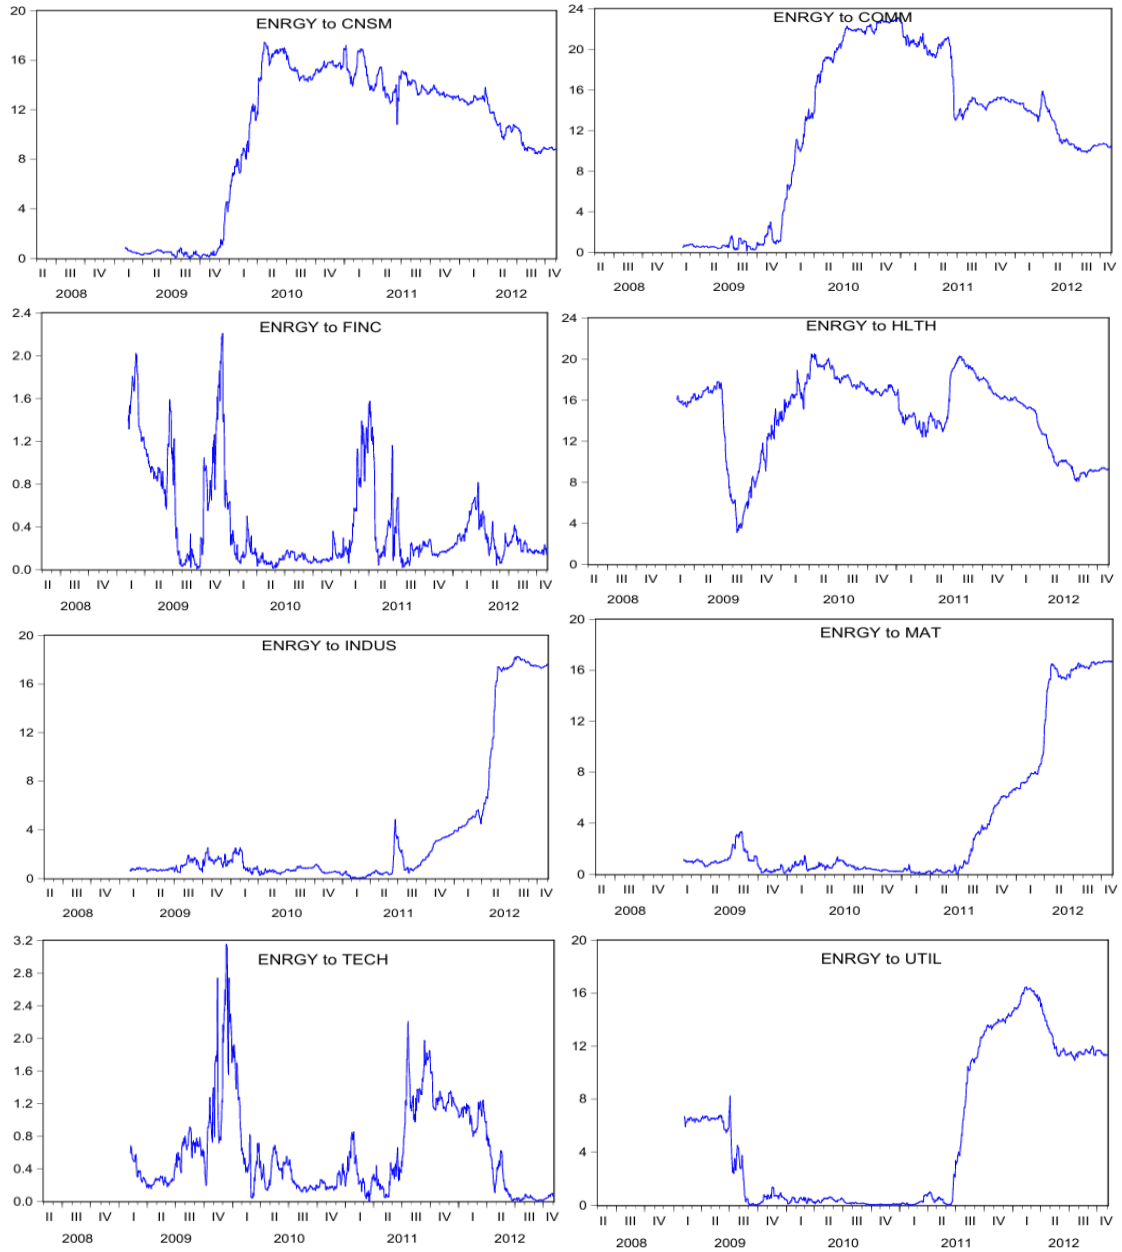 ENRGY to CNSM
20
16
12
8
4
0
II III IV I II III IV I II III IV I II III IV I II III IV
2008 2009 2010 2011 2012
ENRGY to COMM
24
20
16
12
8
4
0
II III IV I II III IV I II III IV I II III IV I II III IV
2008 2009 2010 2011 2012
ENRGY to FINC
2.4
2.0
1.6
1.2
0.8
0.4
0.0
II III IV I II III IV I II III IV I II III IV I II III IV
2008 2009 2010 2011 2012
ENRGY to HLTH
24
20
16
12
8
4
0
II III IV I II III IV I II III IV I II III IV I II III IV
2008 2009 2010 2011 2012
ENRGY to INDUS
20
16
12
8
4
0
II III IV I II III IV I II III IV I II III IV I II III IV
2008 2009 2010 2011 2012
ENRGY to MAT
20
16
12
8
4
0
II III IV I II III IV I II III IV I II III IV I II III IV
2008 2009 2010 2011 2012
ENRGY to TECH
3.2
2.8
2.4
2.0
1.6
1.2
0.8
0.4
0.0
II III IV I II III IV I II III IV I II III IV I II III IV
2008 2009 2010 2011 2012
ENRGY to UTIL
20
16
12
8
4
0
II III IV I II III IV I II III IV I II III IV I II III IV
2008 2009 2010 2011 2012